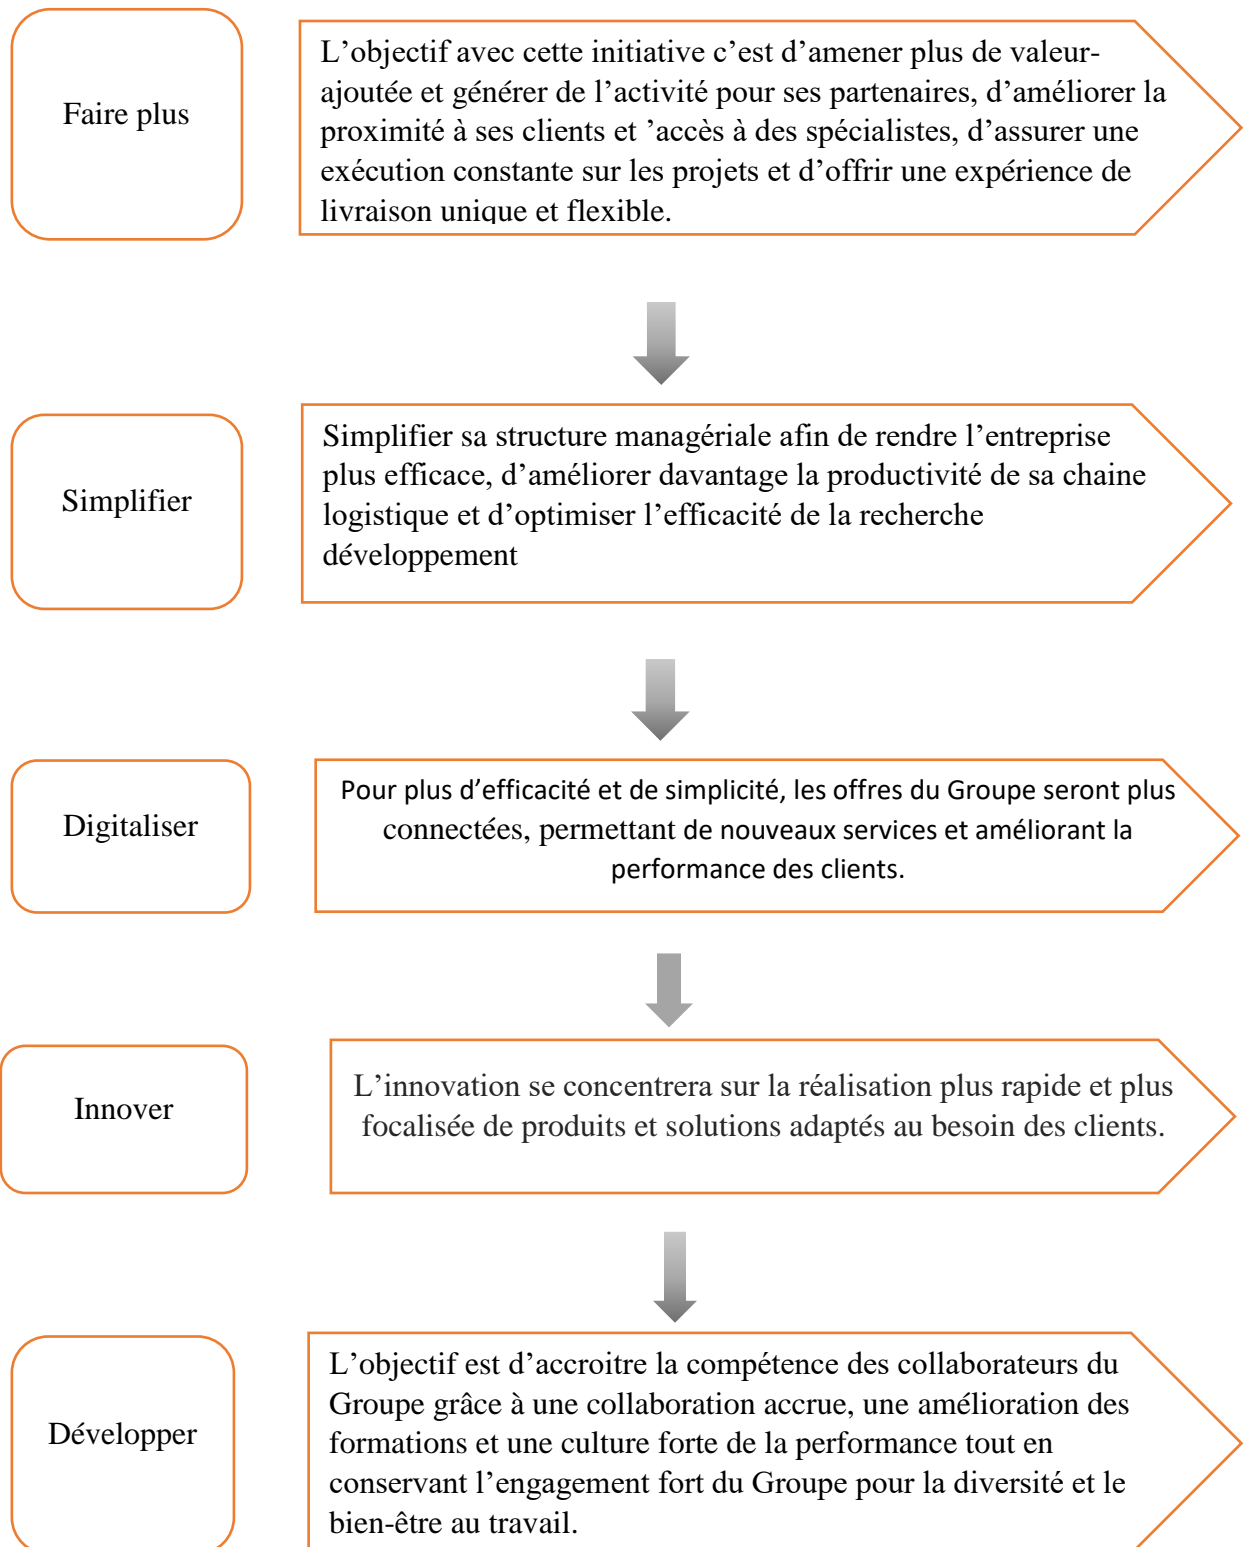 Faire plus
L’objectif avec cette initiative c’est d’amener plus de valeur-
ajoutée et générer de l’activité pour ses partenaires, d’améliorer la
proximité à ses clients et ’accès à des spécialistes, d’assurer une
exécution constante sur les projets et d’offrir une expérience de
livraison unique et flexible.
Simplifier
Simplifier sa structure managériale afin de rendre l’entreprise
plus efficace, d’améliorer davantage la productivité de sa chaine
logistique et d’optimiser l’efficacité de la recherche
développement
Digitaliser
Pour plus d’efficacité et de simplicité, les offres du Groupe seront plus
connectées, permettant de nouveaux services et améliorant la
performance des clients.
Innover
L’innovation se concentrera sur la réalisation plus rapide et plus
focalisée de produits et solutions adaptés au besoin des clients.
Développer
L’objectif est d’accroitre la compétence des collaborateurs du
Groupe grâce à une collaboration accrue, une amélioration des
formations et une culture forte de la performance tout en
conservant l’engagement fort du Groupe pour la diversité et le
bien-être au travail.